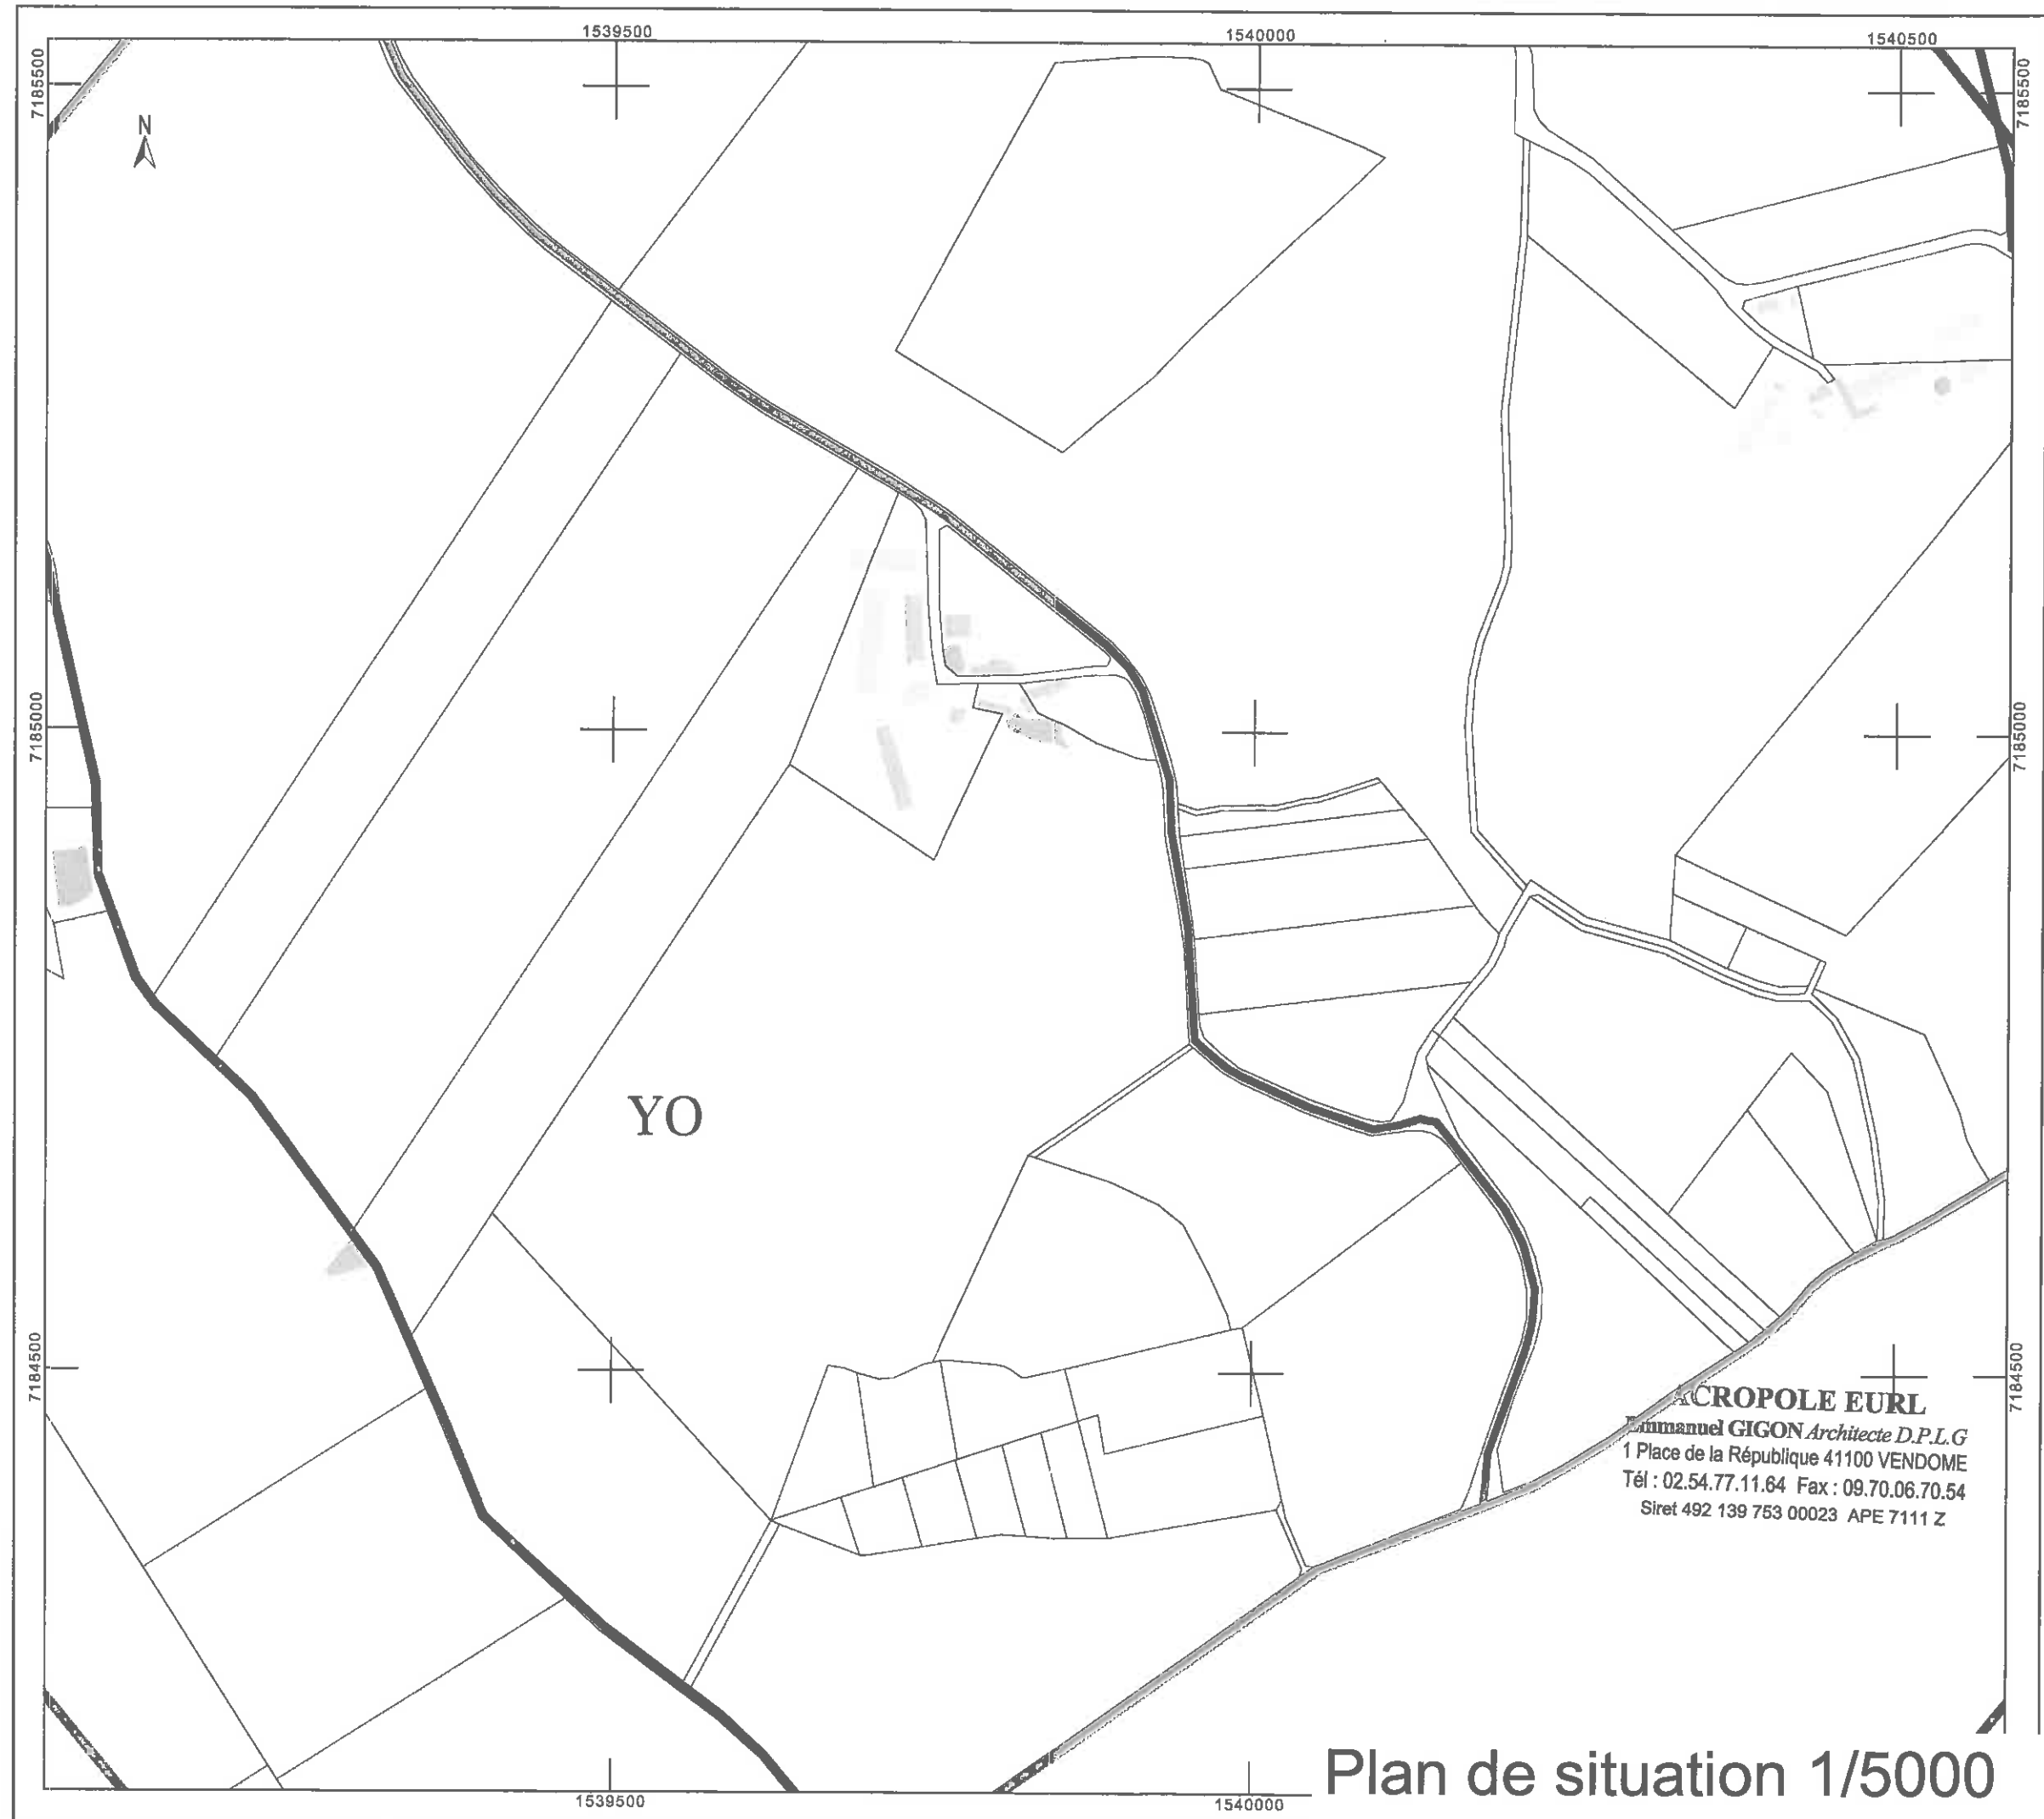 1539500
1540000
1540500
7185500
7185500
N
7185000
7185000
YO
7184500
7184500
ACROPOLE EURL
Emmanuel GIGON Architecte D.P.L.G
1 Place de la République 41100 VENDOME
Tél : 02.54.77.11.64 Fax : 09.70.06.70.54
Siret 492 139 753 00023 APE 7111 Z
Plan de situation 1/5000
1539500
1540000